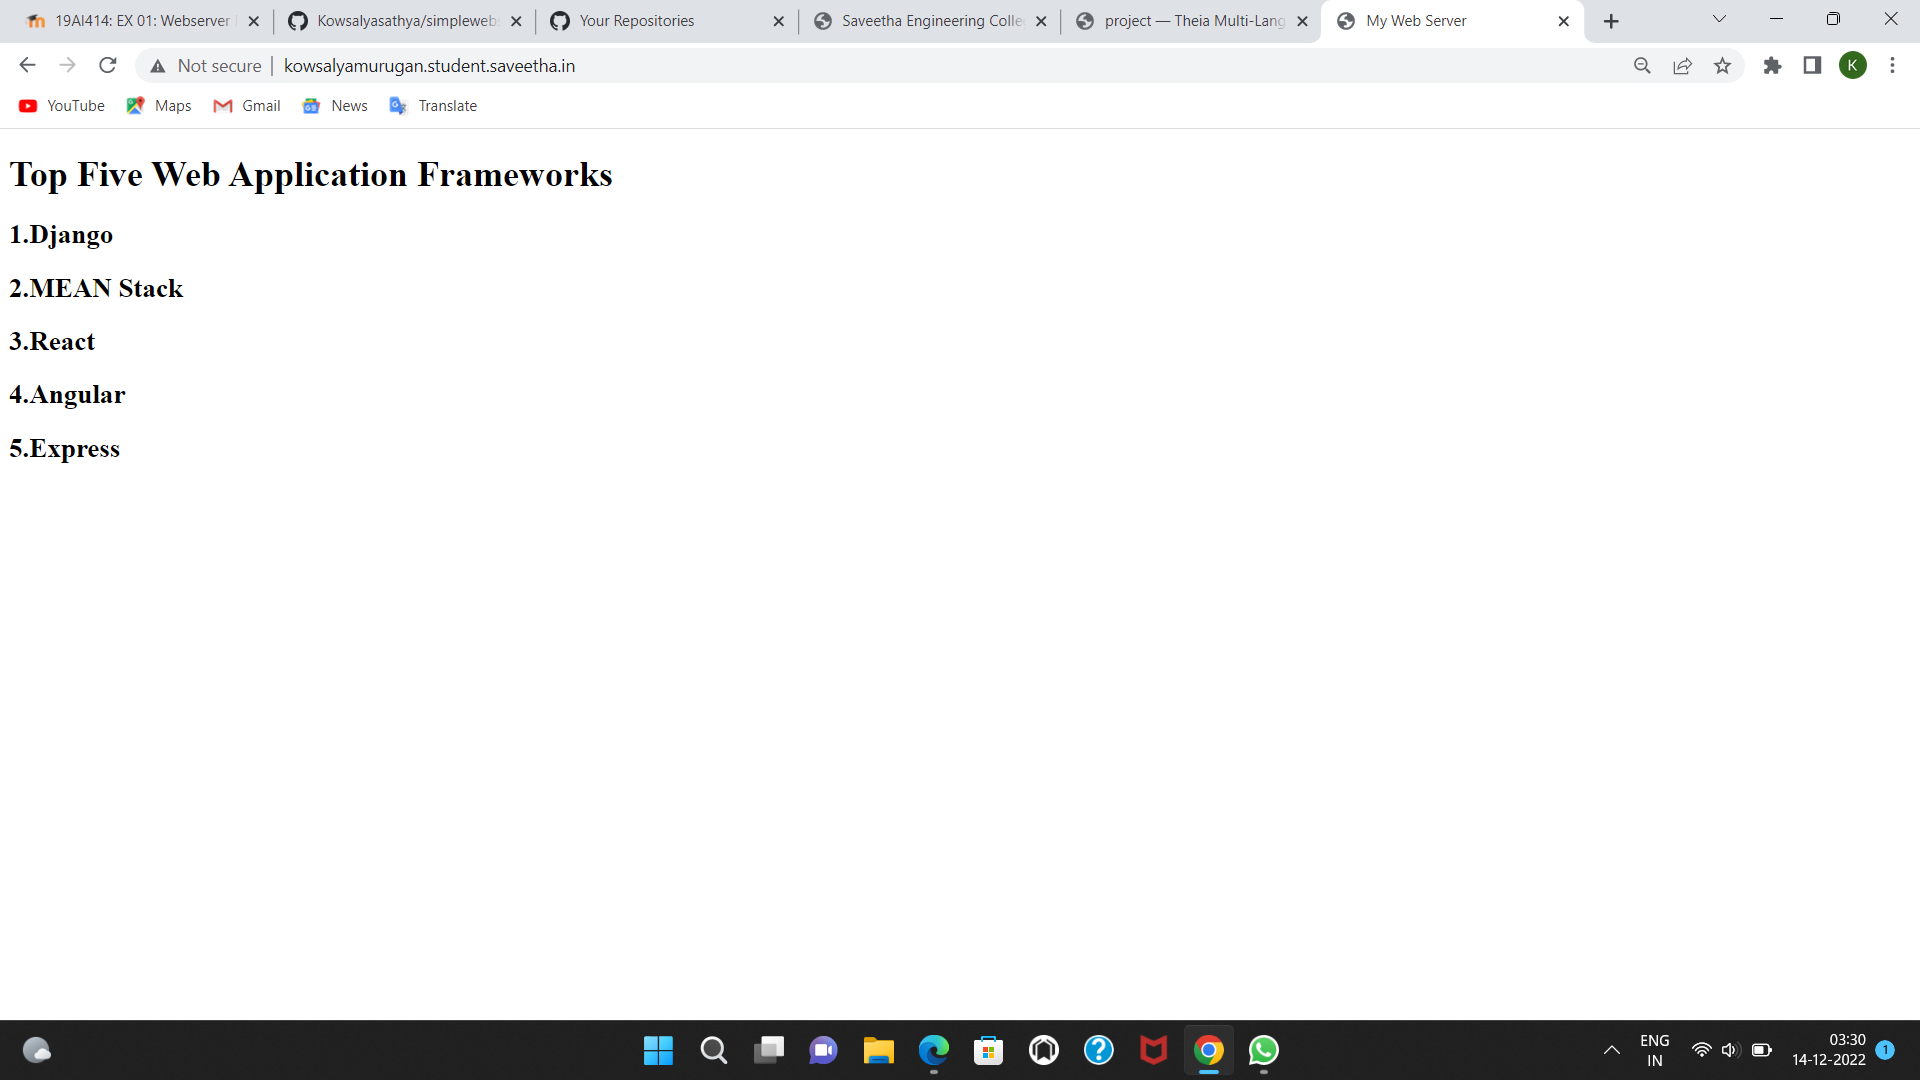 19AI414: EX 01: Webserver
Kowsalyasathya/simpleweb
Your Repositories
Saveetha Engineering Colle
project — Theia Multi-Lang
My Web Server
Not secure
kowsalyamurugan.student.saveetha.in
K
YouTube
Maps
Gmail
News
Translate
Top Five Web Application Frameworks
1.Django
2.MEAN Stack
3.React
4.Angular
5.Express
ENG
IN
03:30
14-12-2022
1